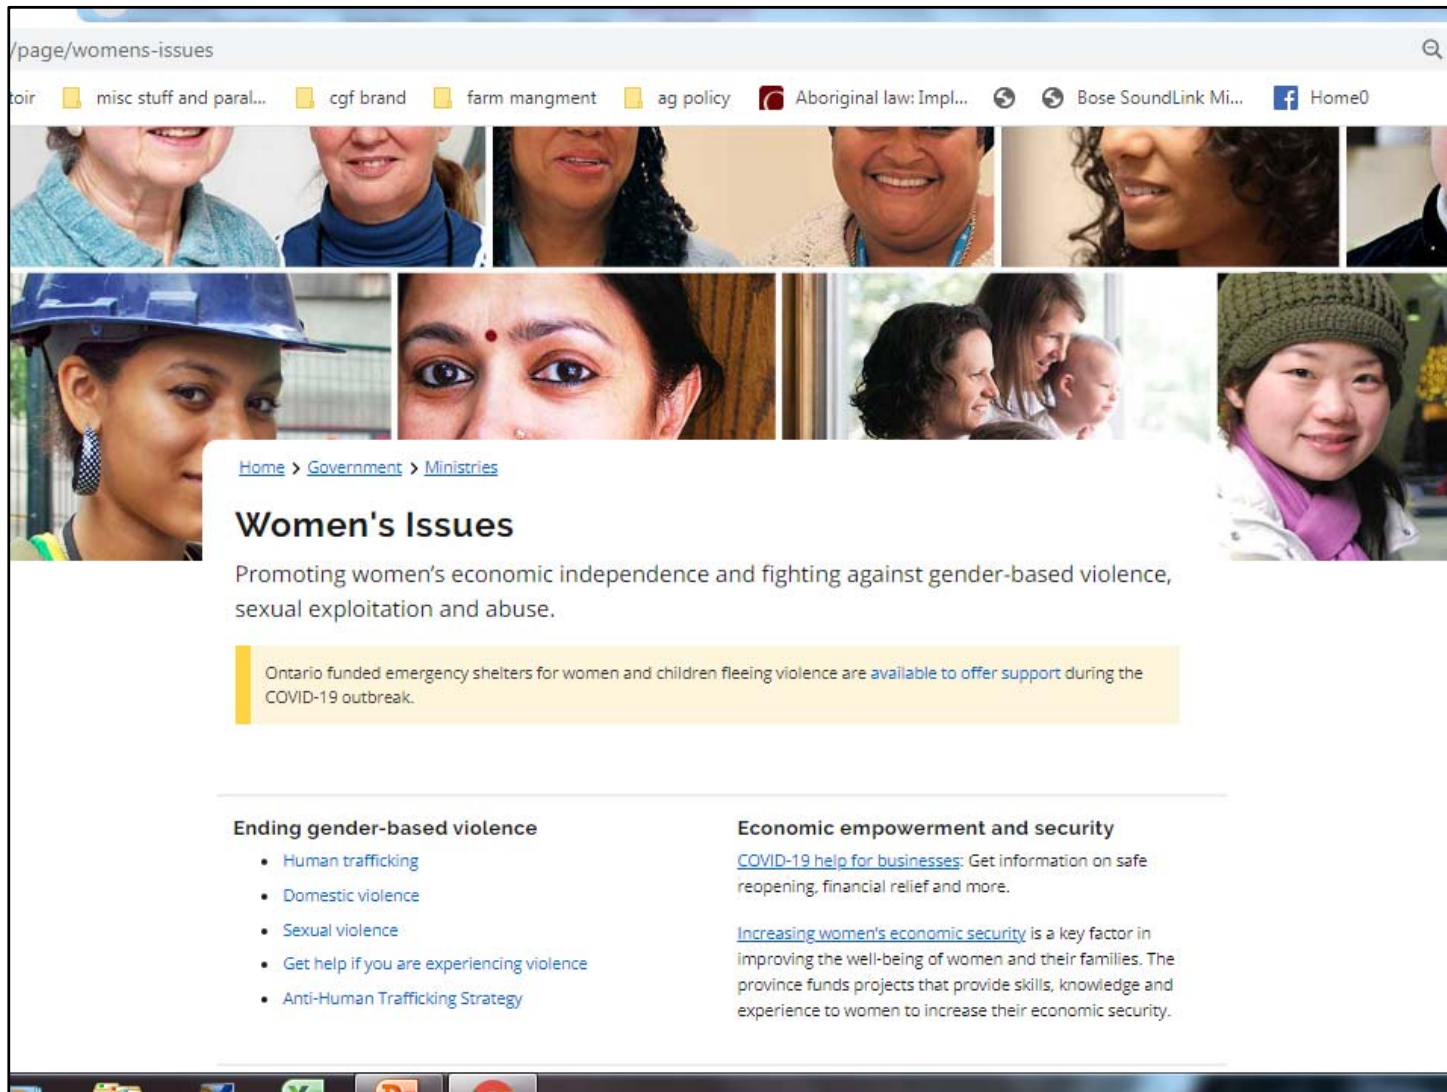 /page/womens-issues
toir misc stuff and paral... cgf brand farm mangment ag policy Aboriginal law: Impl... Bose SoundLink Mi... Home0
Home > Government > Ministries
Women's Issues
Promoting women's economic independence and fighting against gender-based violence,
sexual exploitation and abuse.
Ontario funded emergency shelters for women and children fleeing violence are available to offer support during the
COVID-19 outbreak.
Ending gender-based violence
• Human trafficking
• Domestic violence
• Sexual violence
• Get help if you are experiencing violence
• Anti-Human Trafficking Strategy
Economic empowerment and security
COVID-19 help for businesses: Get information on safe
reopening, financial relief and more.
Increasing women's economic security is a key factor in
improving the well-being of women and their families. The
province funds projects that provide skills, knowledge and
experience to women to increase their economic security.